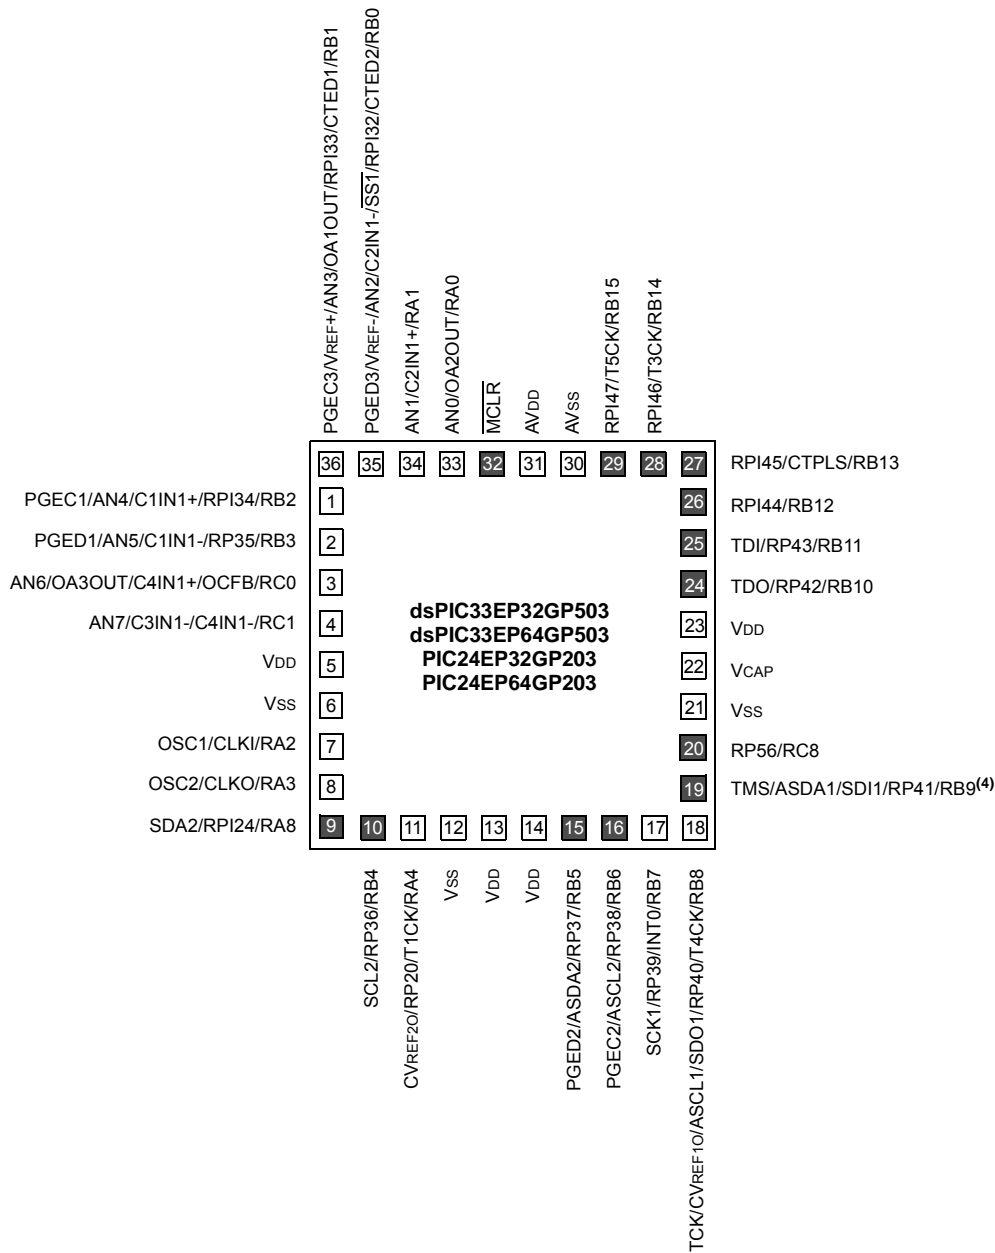 PGEC3/VREF+/AN3/OA1OUT/RPI33/CTED1/RB1
PGED3/VREF-/AN2/C2IN1-/SS1/RPI32/CTED2/RB0
AN1/C2IN1+/RA1
AN0/OA2OUT/RA0
MCLR
AVDD
AVSS
RPI47/T5CK/RB15
RPI46/T3CK/RB14
36 35 34 33 32 31 30 29 28 27 RPI45/CTPLS/RB13
PGEC1/AN4/C1IN1+/RPI34/RB2 1 26 RPI44/RB12
PGED1/AN5/C1IN1-/RP35/RB3 2 25 TDI/RP43/RB11
AN6/OA3OUT/C4IN1+/OCFB/RC0 3 24 TDO/RP42/RB10
dsPIC33EP32GP503
dsPIC33EP64GP503
PIC24EP32GP203
PIC24EP64GP203
AN7/C3IN1-/C4IN1-/RC1 4 23 VDD
VDD 5 22 VCAP
VSS 6 21 VSS
OSC1/CLKI/RA2 7 20 RP56/RC8
OSC2/CLKO/RA3 8 19 TMS/ASDA1/SDI1/RP41/RB9(4)
SDA2/RPI24/RA8 9 10 11 12 13 14 15 16 17 18
SCL2/RP36/RB4
CVREF2O/RP20/T1CK/RA4
VSS
VDD
VDD
PGED2/ASDA2/RP37/RB5
PGEC2/ASCL2/RP38/RB6
SCK1/RP39/INT0/RB7
TCK/CVREF1O/ASCL1/SDO1/RP40/T4CK/RB8